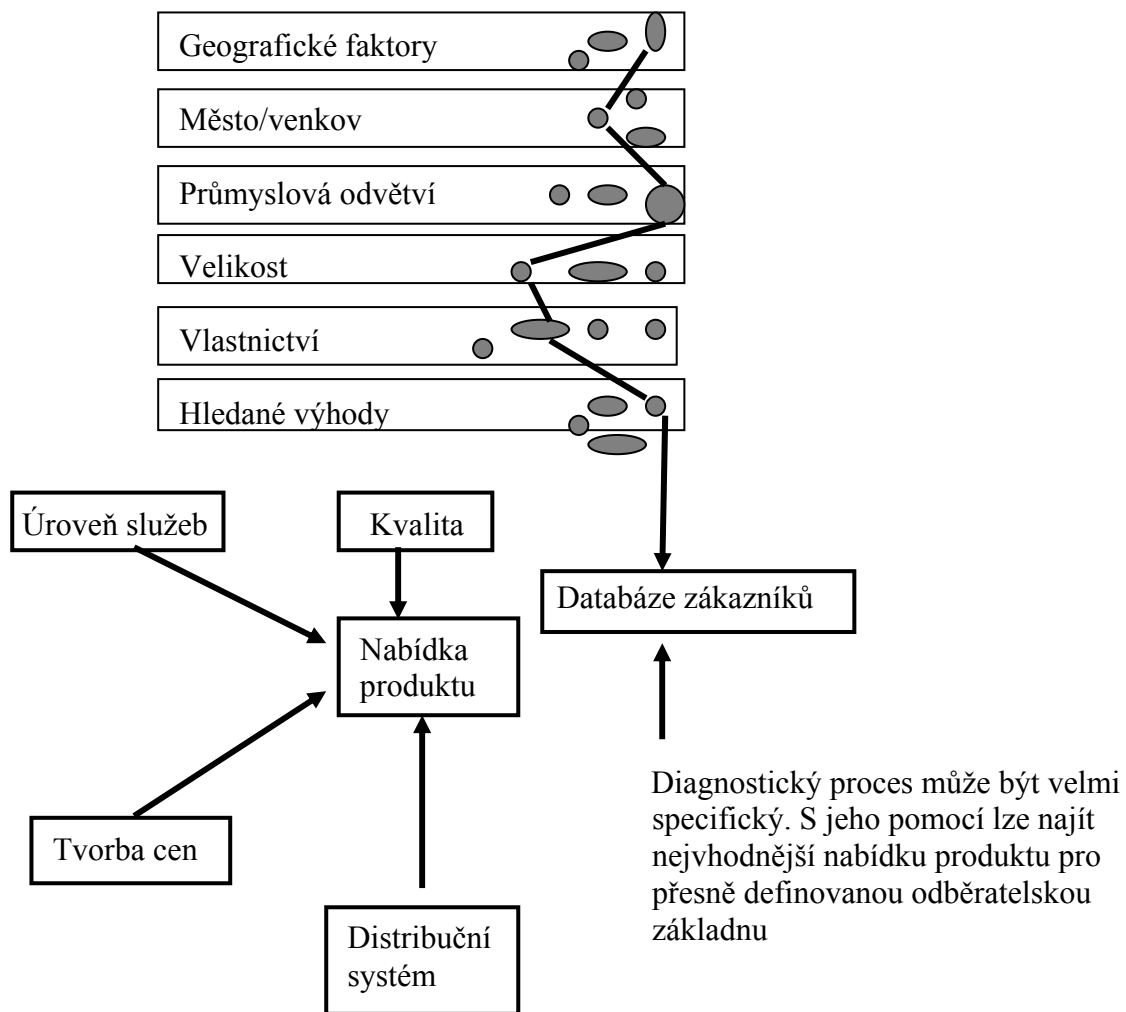 Geografické faktory
Město/venkov
Průmyslová odvětví
Velikost
Vlastnictví
Hledané výhody
Úroveň služeb
Kvalita
Databáze zákazníků
Nabídka
produktu
Tvorba cen
Distribuční
systém
Diagnostický proces může být velmi
specifický. S jeho pomocí lze najít
nejvhodnější nabídku produktu pro
přesně definovanou odběratelskou
základnu